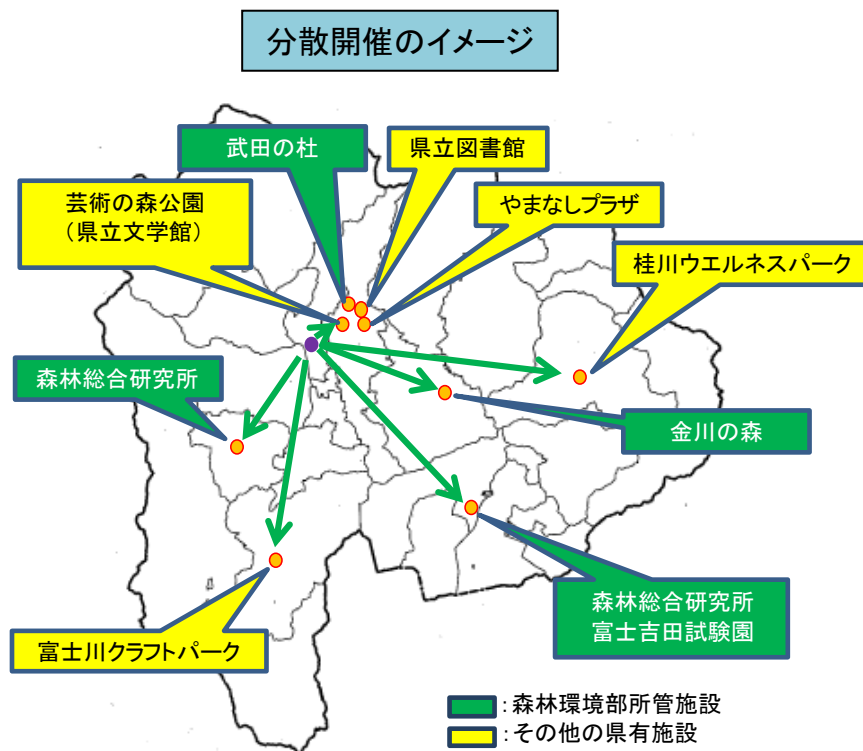 分散開催のイメージ
武田の杜
県立図書館
芸術の森公園
(県立文学館)
やまなしプラザ
桂川ウエルネスパーク
森林総合研究所
金川の森
森林総合研究所
富士吉田試験園
富士川クラフトパーク
:森林環境部所管施設
:その他の県有施設